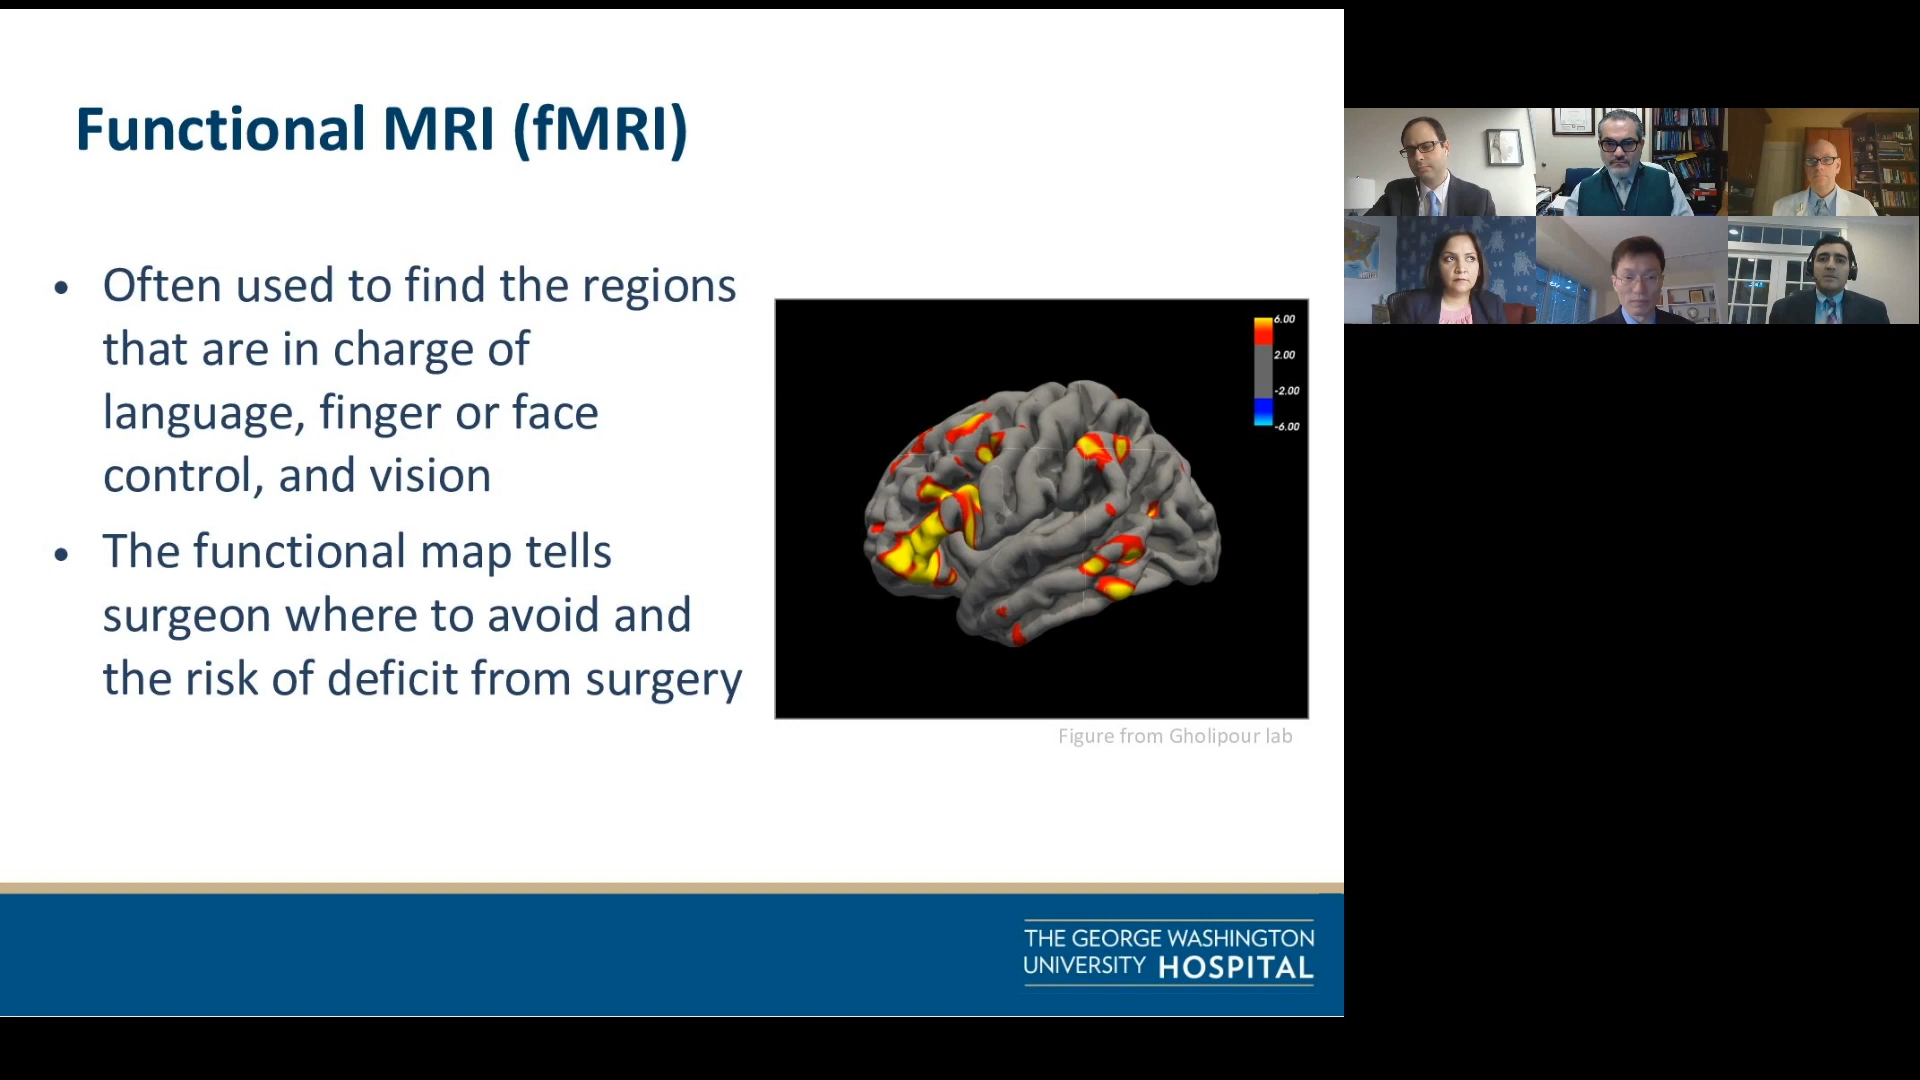 Functional MRI (fMRI)
• Often used to find the regions
that are in charge of
language, finger or face
control, and vision
• The functional map tells
surgeon where to avoid and
the risk of deficit from surgery
6.00
2.00
-2.00
-6.00
Figure from Gholipour lab
THE GEORGE WASHINGTON
UNIVERSITY HOSPITAL